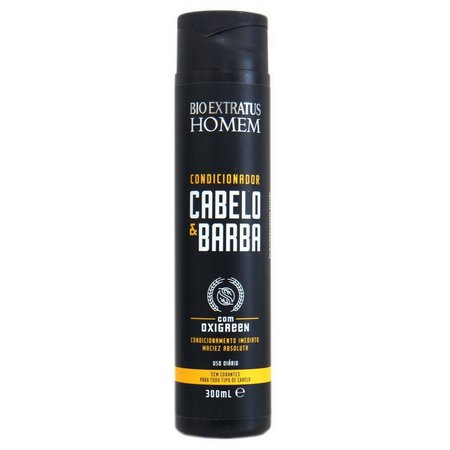 BIO EXTRATUS
HOMEM
CONDICIONADOR
CABELO
& BARBA
com
OXIGREEN
CONDICIONAMENTO IMEDIATO
MACIEZ ABSOLUTA
USO DIÁRIO
SEM CORANTES
PARA TODO TIPO DE CABELO
300mL ℮